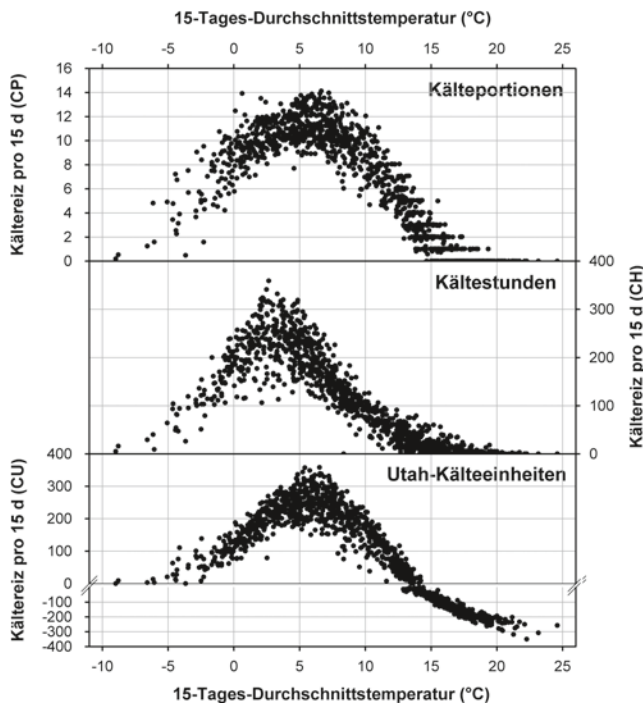 15-Tages-Durchschnittstemperatur (°C)
-10 -5 0 5 10 15 20 25
Kältereiz pro 15 d (CP)
16
14
12
10
8
6
4
2
0
Kälteportionen
Kältereiz pro 15 d (CH)
400
300
200
100
0
Kältestunden
Kältereiz pro 15 d (CU)
400
300
200
100
0
-100
-200
-300
-400
Utah-Kälteeinheiten
-10 -5 0 5 10 15 20 25
15-Tages-Durchschnittstemperatur (°C)